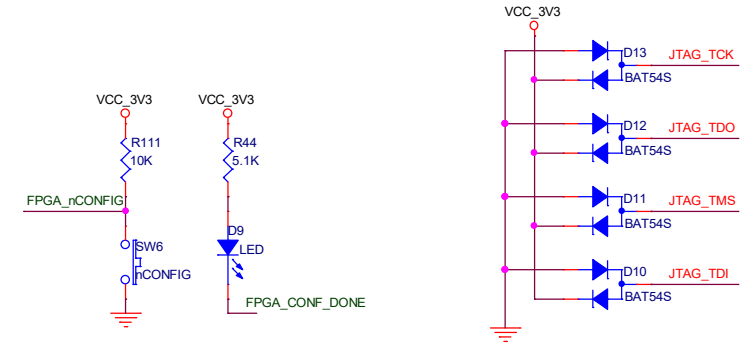 VCC_3V3
VCC_3V3
R111
10K
FPGA_nCONFIG
SW6
nCONFIG
R44
5.1K
D9
LED
FPGA_CONF_DONE
VCC_3V3
D13
JTAG_TCK
BAT54S
D12
JTAG_TDO
BAT54S
D11
JTAG_TMS
BAT54S
D10
JTAG_TDI
BAT54S